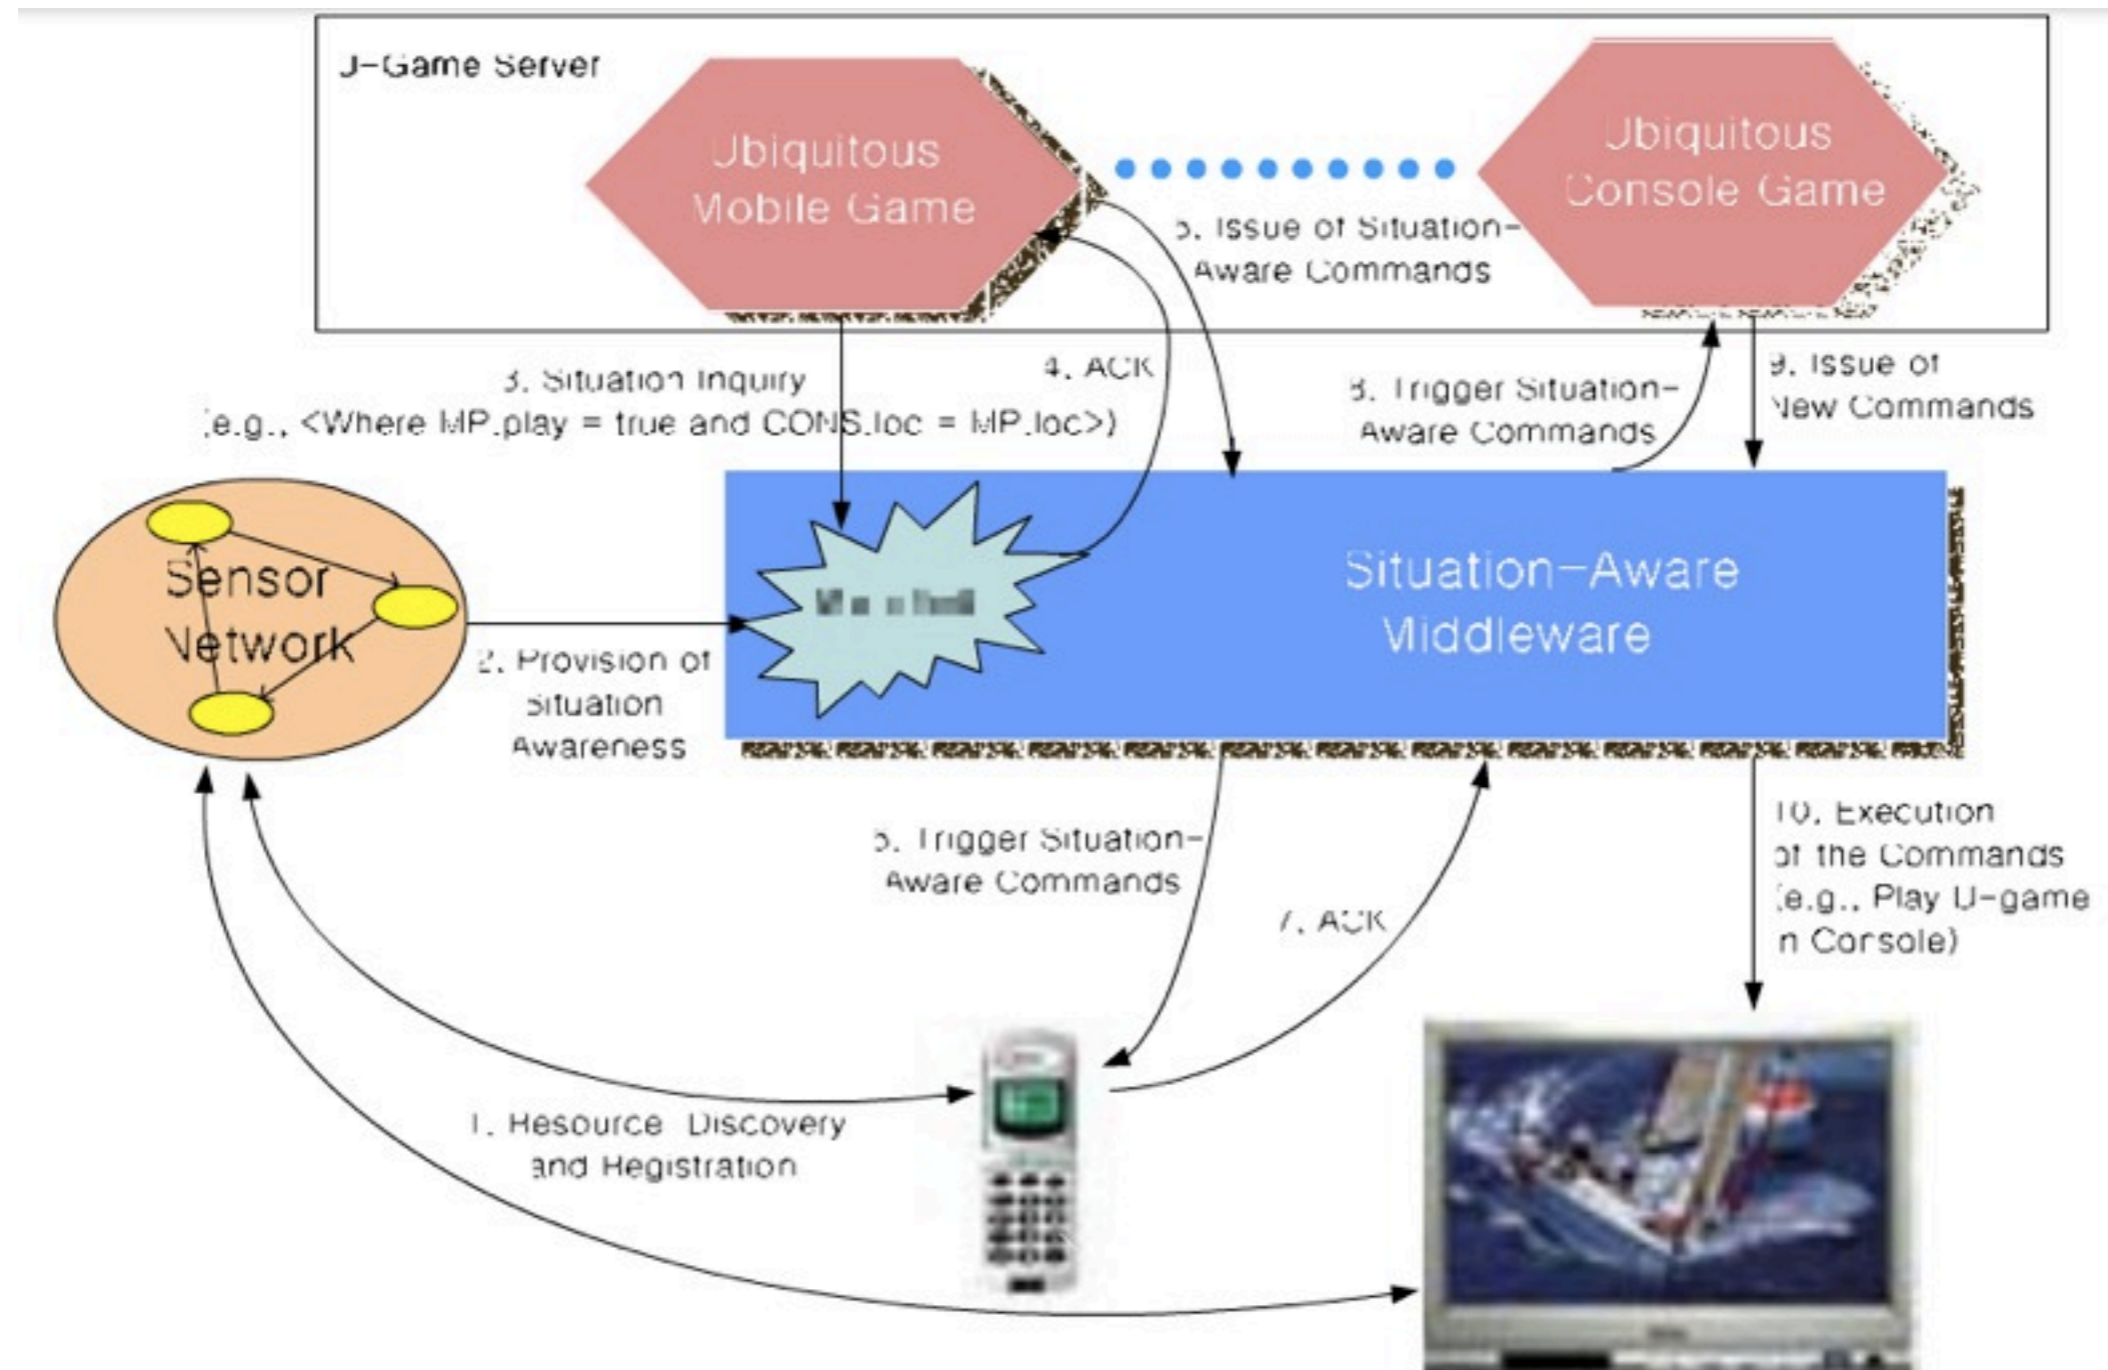 U-Game Server
Ubiquitous
Mobile Game
Ubiquitous
Console Game
5. Issue of Situation-
Aware Commands
3. Situation Inquiry
(e.g., <Where MP.play = true and CONS.loc = MP.loc>)
4. ACK
8. Trigger Situation-
Aware Commands
9. Issue of
New Commands
Sensor
Network
2. Provision of
Situation
Awareness
Situation-Aware
Middleware
6. Trigger Situation-
Aware Commands
7. ACK
10. Execution
of the Commands
(e.g., Play U-game
in Console)
1. Resource Discovery
and Registration